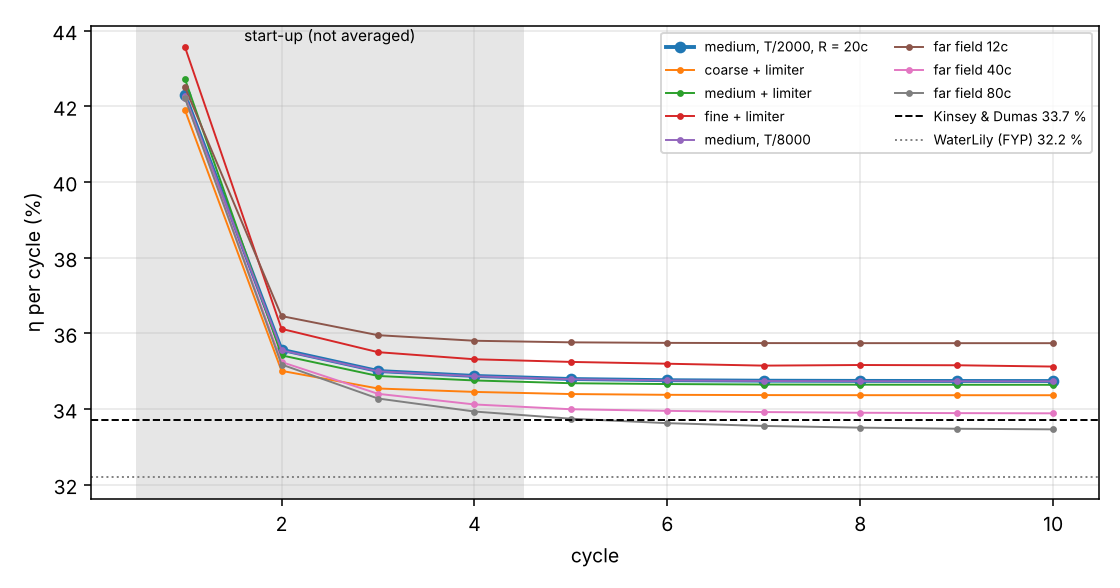 start-up (not averaged)
medium, T/2000, R = 20c
coarse + limiter
medium + limiter
fine + limiter
medium, T/8000
far field 12c
far field 40c
far field 80c
Kinsey & Dumas 33.7 %
WaterLily (FYP) 32.2 %
η per cycle (%)
44
42
40
38
36
34
32
2
4
6
8
10
cycle